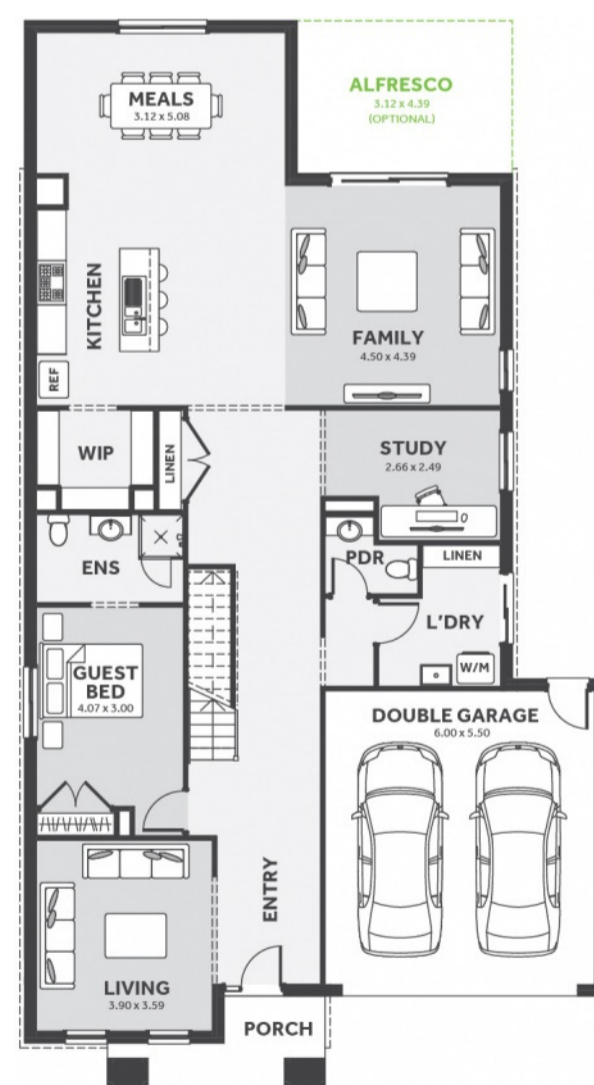 MEALS
3.12 x 5.08
ALFRESCO
3.12 x 4.39
(OPTIONAL)
KITCHEN
FAMILY
4.50 x 4.39
REF
WIP
LINEN
STUDY
2.66 x 2.49
ENS
PDR
LINEN
L'DRY
W/M
GUEST
BED
4.07 x 3.00
DOUBLE GARAGE
6.00 x 5.50
ENTRY
LIVING
3.90 x 3.59
PORCH